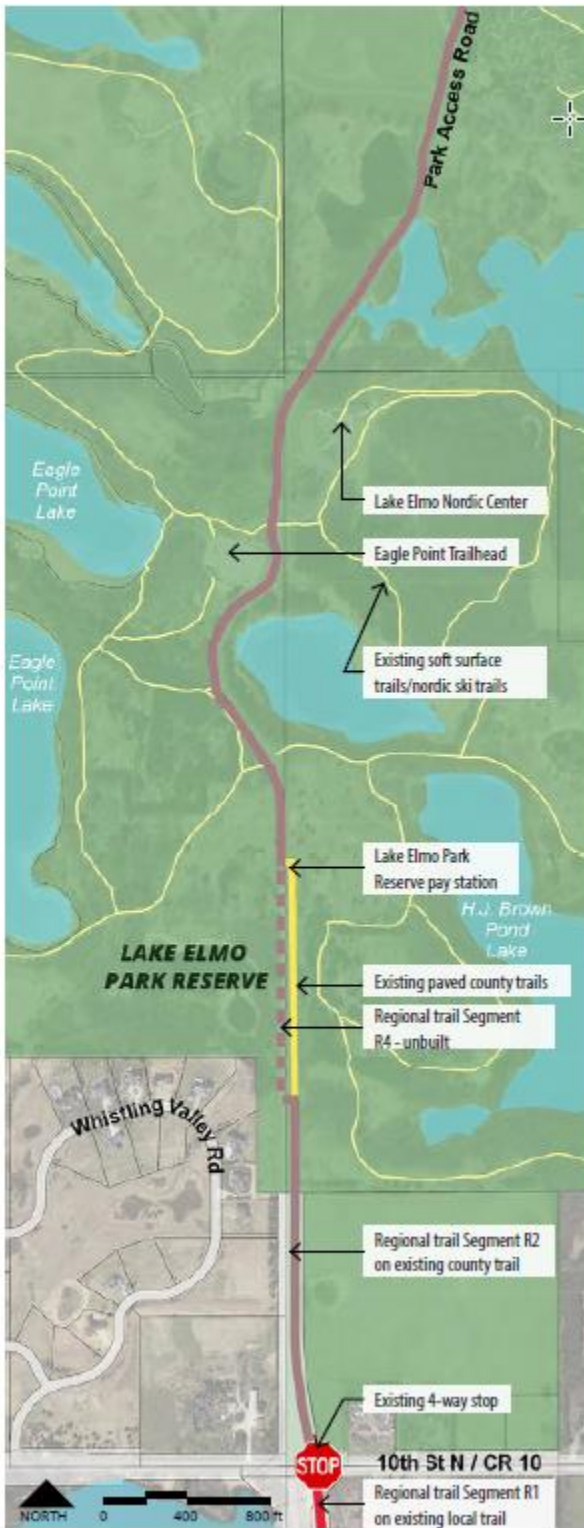 Park Access Road
Eagle
Point
Lake
Lake Elmo Nordic Center
Eagle Point Trailhead
Eagle
Point
Lake
Existing soft surface
trails/nordic ski trails
Lake Elmo Park
Reserve pay station
H.J. Brown
Pond
Lake
LAKE ELMO
PARK RESERVE
Existing paved county trails
Regional trail Segment
R4 - unbuilt
Whistling Valley Rd
Regional trail Segment R2
on existing county trail
Existing 4-way stop
STOP
10th St N / CR 10
Regional trail Segment R1
on existing local trail
NORTH
0 400 800 ft